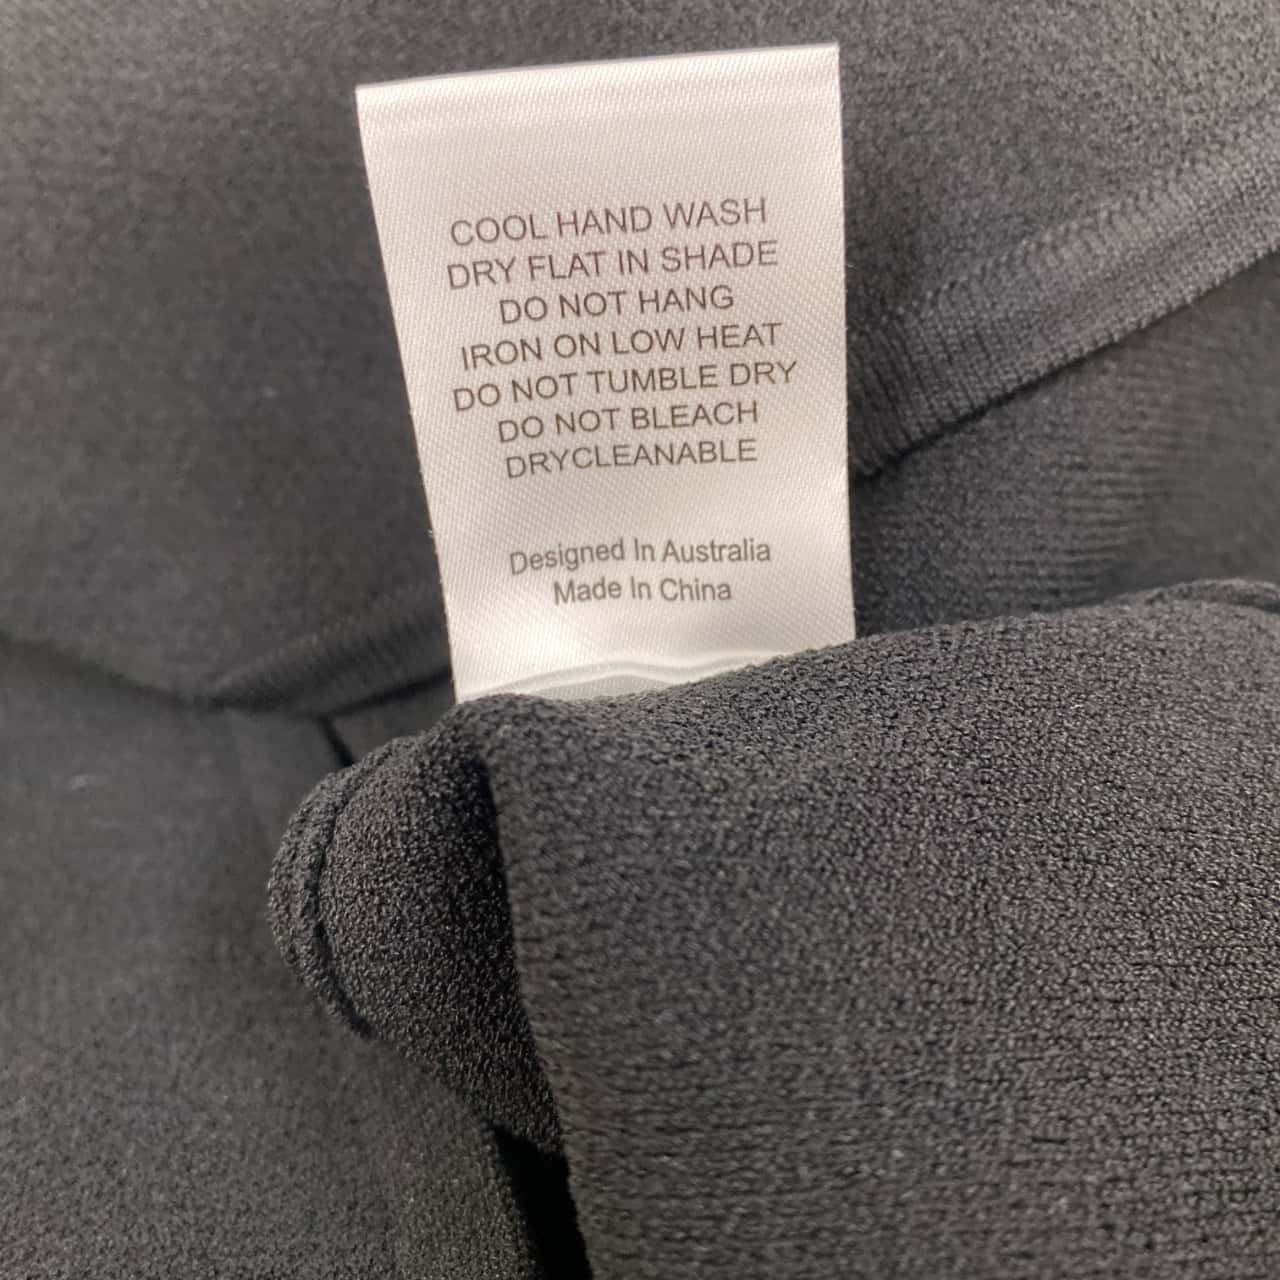 COOL HAND WASH
DRY FLAT IN SHADE
DO NOT HANG
IRON ON LOW HEAT
DO NOT TUMBLE DRY
DO NOT BLEACH
DRYCLEANABLE
Designed In Australia
Made In China